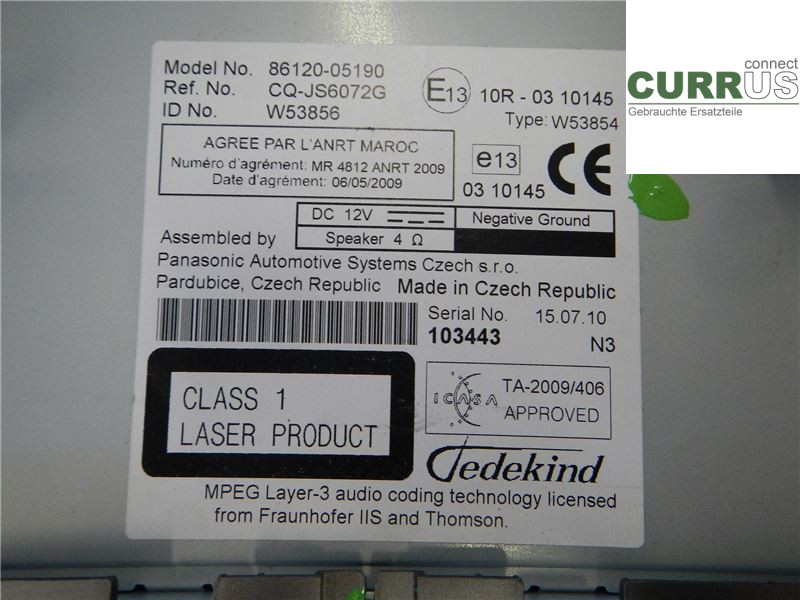 connect
CURRUS
Gebrauchte Ersatzteile
Model No. 86120-05190
Ref. No. CQ-JS6072G
ID No. W53856
E13 10R - 03 10145
Type: W53854
AGREE PAR L'ANRT MAROC
Numéro d'agrément: MR 4812 ANRT 2009
Date d'agrément: 06/05/2009
e13
03 10145
CE
DC 12V
Negative Ground
Speaker 4 Ω
Assembled by
Panasonic Automotive Systems Czech s.r.o.
Pardubice, Czech Republic Made in Czech Republic
Serial No. 15.07.10
103443 N3
CLASS 1
LASER PRODUCT
ICASA
TA-2009/406
APPROVED
Tedekind
MPEG Layer-3 audio coding technology licensed
from Fraunhofer IIS and Thomson.